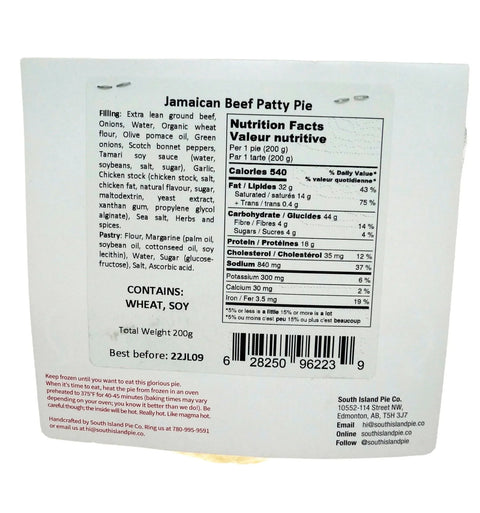 Jamaican Beef Patty Pie
Filling: Extra lean ground beef,
Onions, Water, Organic wheat
flour, Olive pomace oil, Green
onions, Scotch bonnet peppers,
Tamari soy sauce (water,
soybeans, salt, sugar), Garlic,
Chicken stock (chicken stock, salt,
chicken fat, natural flavour, sugar,
maltodextrin, yeast extract,
xanthan gum, propylene glycol
alginate), Sea salt, Herbs and
spices.
Pastry: Flour, Margarine (palm oil,
soybean oil, cottonseed oil, soy
lecithin), Water, Sugar (glucose-
fructose), Salt, Ascorbic acid.
CONTAINS:
WHEAT, SOY
Total Weight 200g
Best before: 22JL09
Nutrition Facts
Valeur nutritive
Per 1 pie (200 g)
Par 1 tarte (200 g)
Calories 540
% Daily Value*
% valeur quotidienne*
Fat / Lipides 32 g 43 %
Saturated / saturés 14 g
+ Trans / trans 0.4 g 75 %
Carbohydrate / Glucides 44 g
Fibre / Fibres 4 g 14 %
Sugars / Sucres 4 g 4 %
Protein / Protéines 18 g
Cholesterol / Cholestérol 35 mg 12 %
Sodium 840 mg 37 %
Potassium 300 mg 6 %
Calcium 30 mg 2 %
Iron / Fer 3.5 mg 19 %
*5% or less is a little 15% or more is a lot
*5% ou moins c'est peu 15% ou plus c'est beaucoup
6 28250 96223 9
Keep frozen until you want to eat this glorious pie.
When it's time to eat, heat the pie from frozen in an oven
preheated to 375°F for 40-45 minutes (baking times may vary
depending on your oven; you know it better than we do!). Be
careful though; the inside will be hot. Really hot. Like magma hot.
Handcrafted by South Island Pie Co. Ring us at 780-995-9591
or email us at hi@southislandpie.co.
South Island Pie Co.
10552-114 Street NW,
Edmonton, AB, T5H 3J7
Email hi@southislandpie.co
Online southislandpie.co
Follow @southislandpie